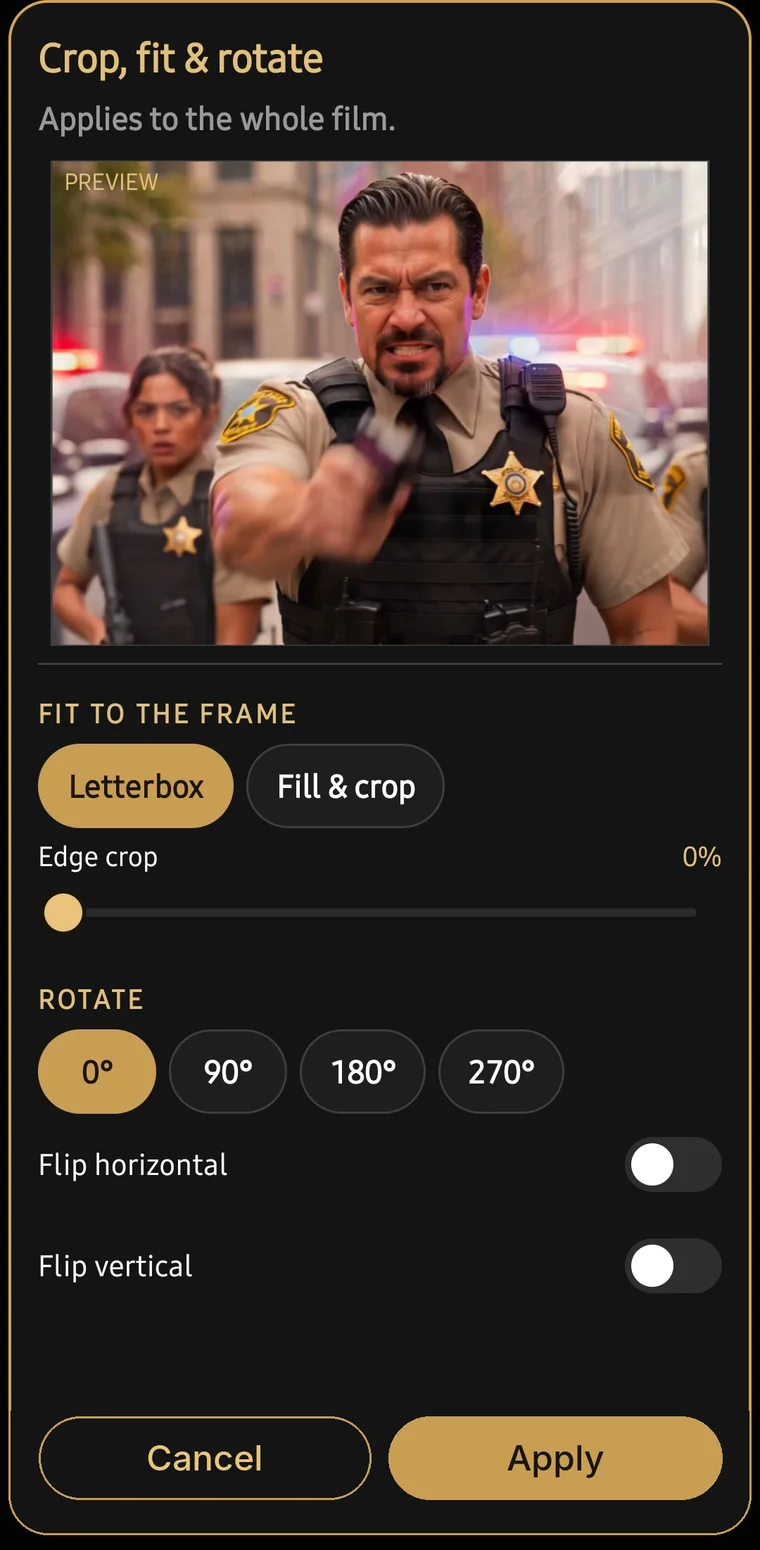 Crop, fit & rotate
Applies to the whole film.
PREVIEW
FIT TO THE FRAME
Letterbox
Fill & crop
Edge crop
0%
ROTATE
0°
90°
180°
270°
Flip horizontal
Flip vertical
Cancel
Apply